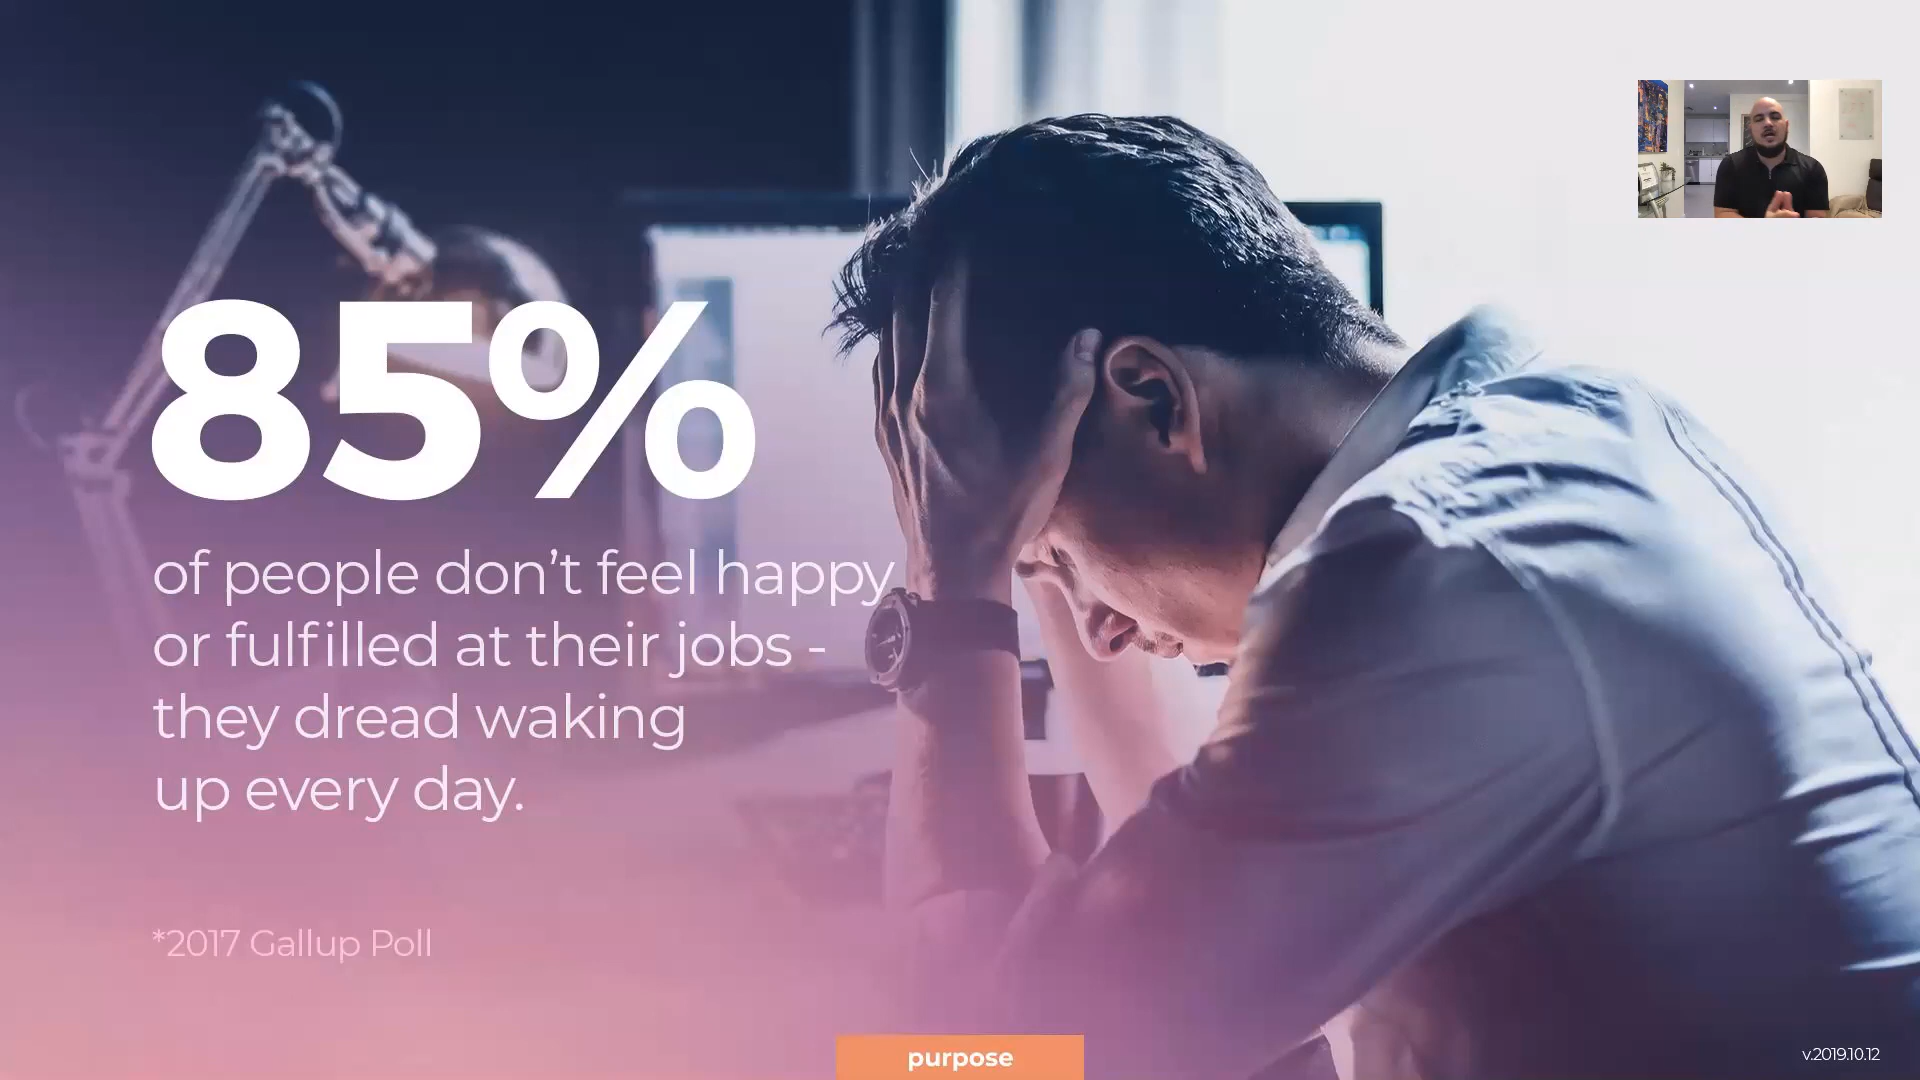 85%
of people don’t feel happy
or fulfilled at their jobs -
they dread waking
up every day.
*2017 Gallup Poll
purpose
v.2019.10.12